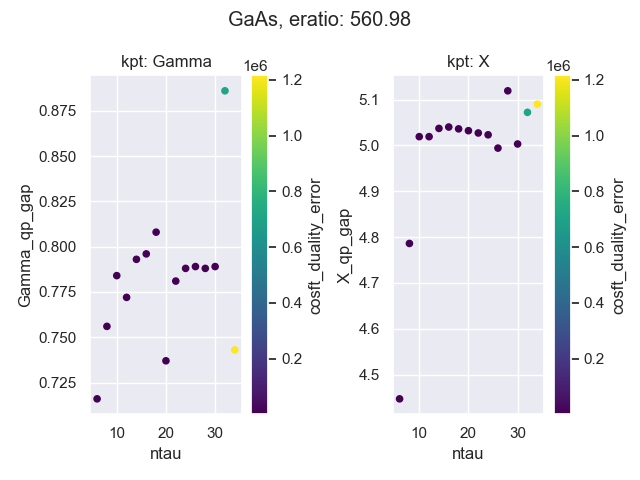 GaAs, eratio: 560.98
kpt: Gamma
1e6
0.875
0.850
0.825
0.800
0.775
0.750
0.725
Gamma_qp_gap
10
20
30
ntau
1.2
1.0
0.8
0.6
0.4
0.2
cosft_duality_error
kpt: X
1e6
5.1
5.0
4.9
4.8
4.7
4.6
4.5
X_qp_gap
10
20
30
ntau
1.2
1.0
0.8
0.6
0.4
0.2
cosft_duality_error